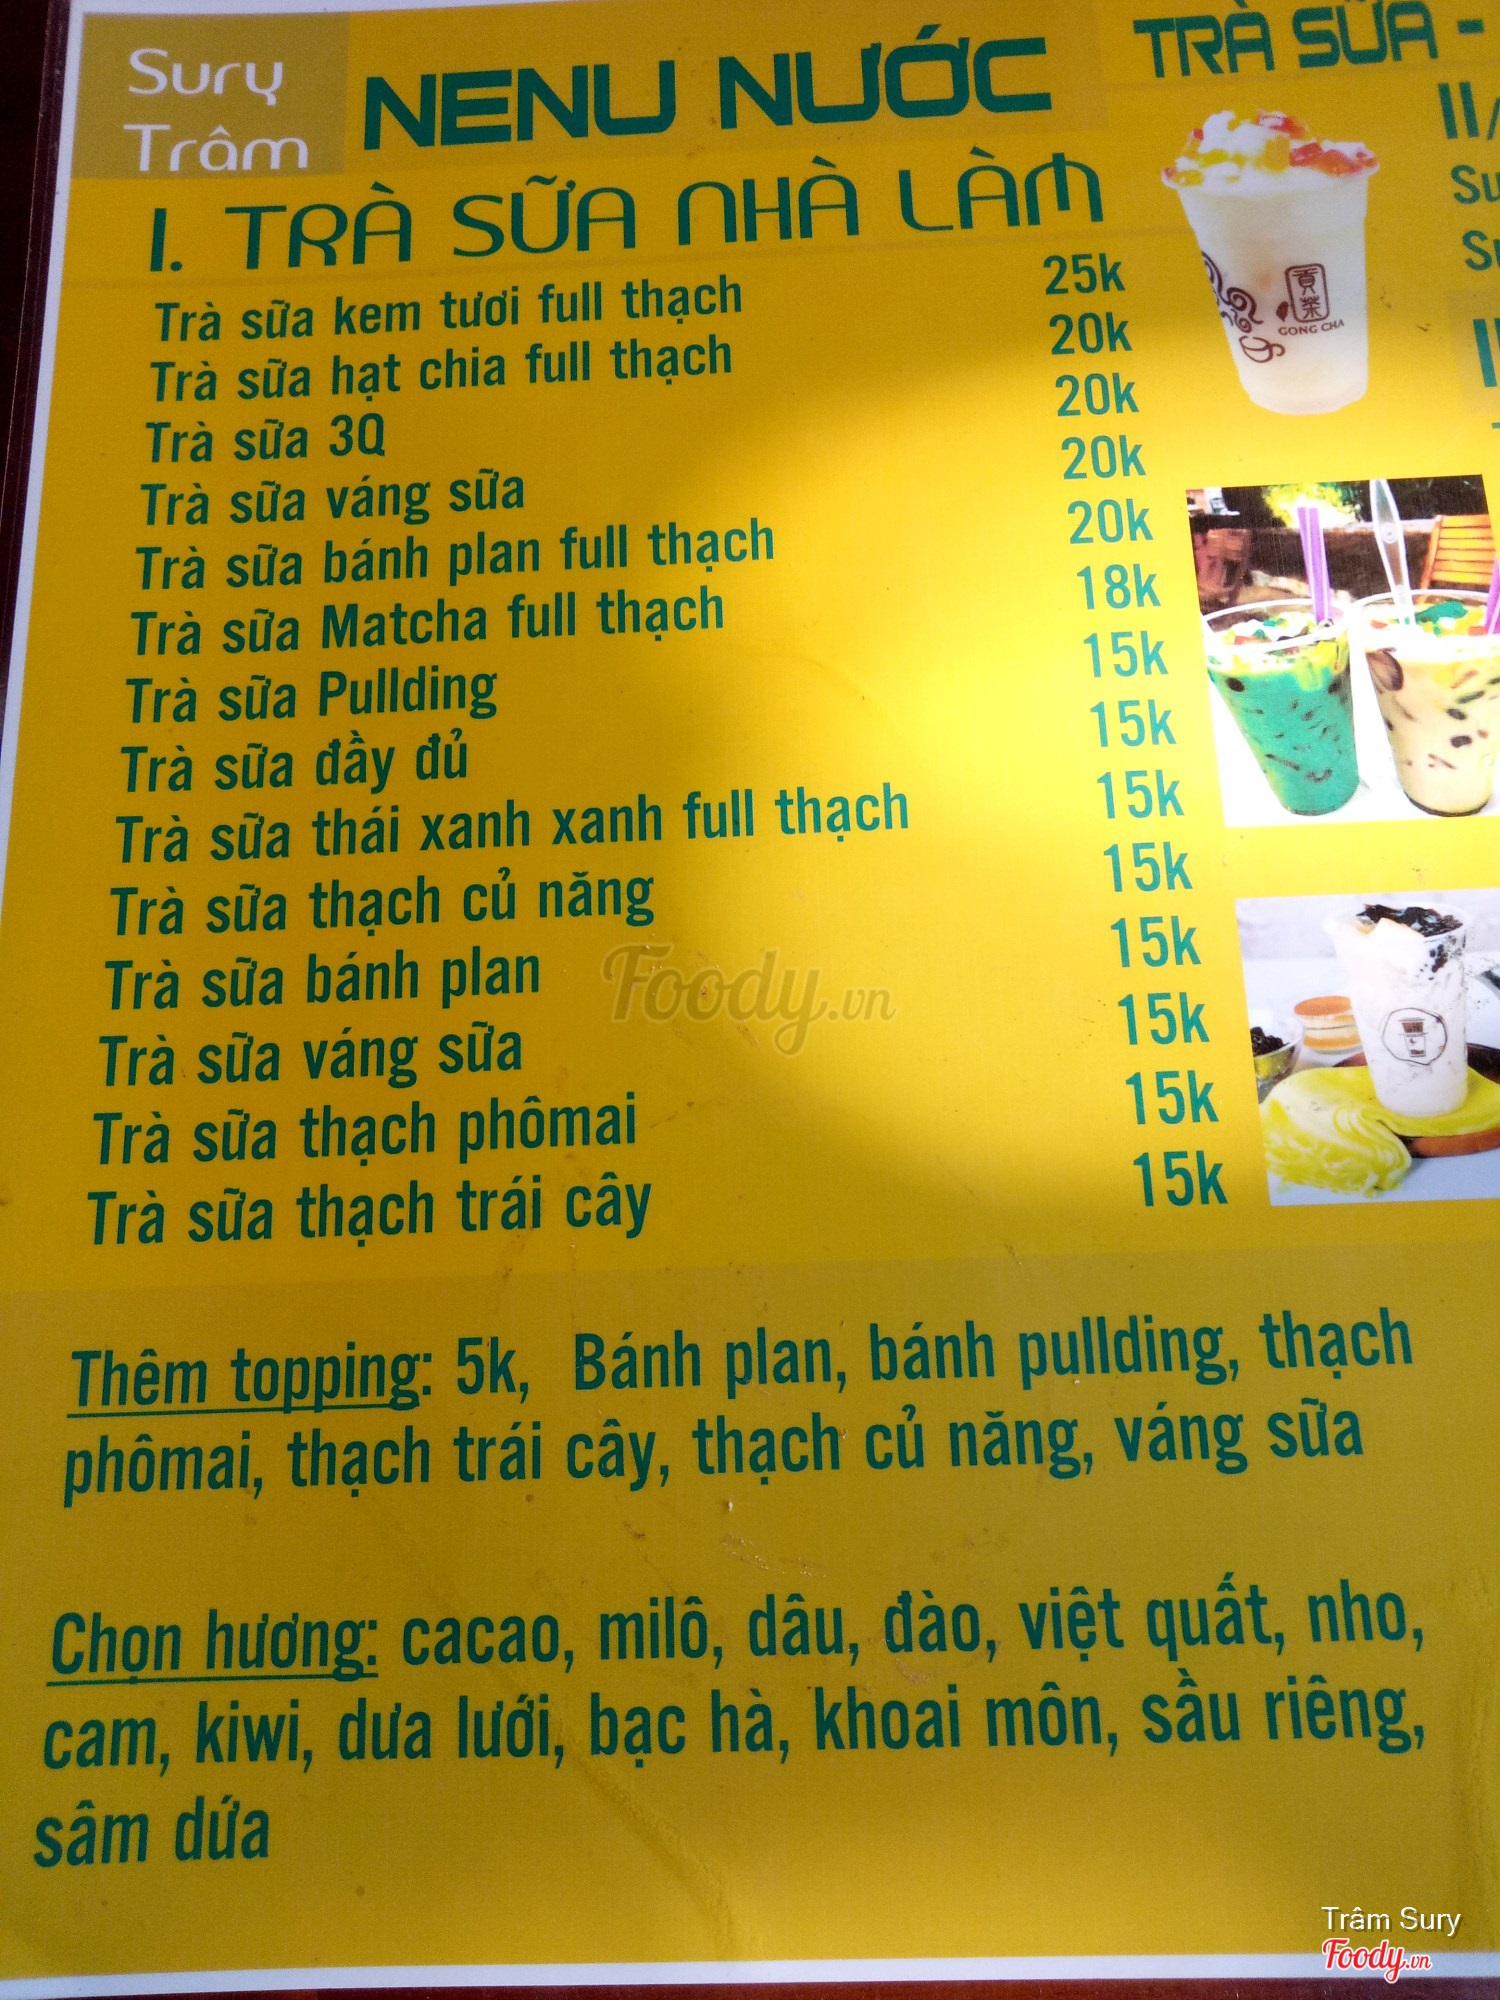 Sury
Trâm
NENU NƯỚC
I. TRÀ SỮA NHÀ LÀM
Trà sữa kem tươi full thạch 25k
Trà sữa hạt chia full thạch 20k
Trà sữa 3Q 20k
Trà sữa váng sữa 20k
Trà sữa bánh plan full thạch 20k
Trà sữa Matcha full thạch 18k
Trà sữa Pullding 15k
Trà sữa đầy đủ 15k
Trà sữa thái xanh xanh full thạch 15k
Trà sữa thạch củ năng 15k
Trà sữa bánh plan 15k
Trà sữa váng sữa 15k
Trà sữa thạch phômai 15k
Trà sữa thạch trái cây 15k
Thêm topping: 5k, Bánh plan, bánh pullding, thạch
phômai, thạch trái cây, thạch củ năng, váng sữa
Chọn hương: cacao, milô, dâu, đào, việt quất, nho,
cam, kiwi, dưa lưới, bạc hà, khoai môn, sầu riêng,
sâm dứa
TRÀ SỮA -
貢茶
GONG CHA
Foody.vn
Trâm Sury
Foody.vn